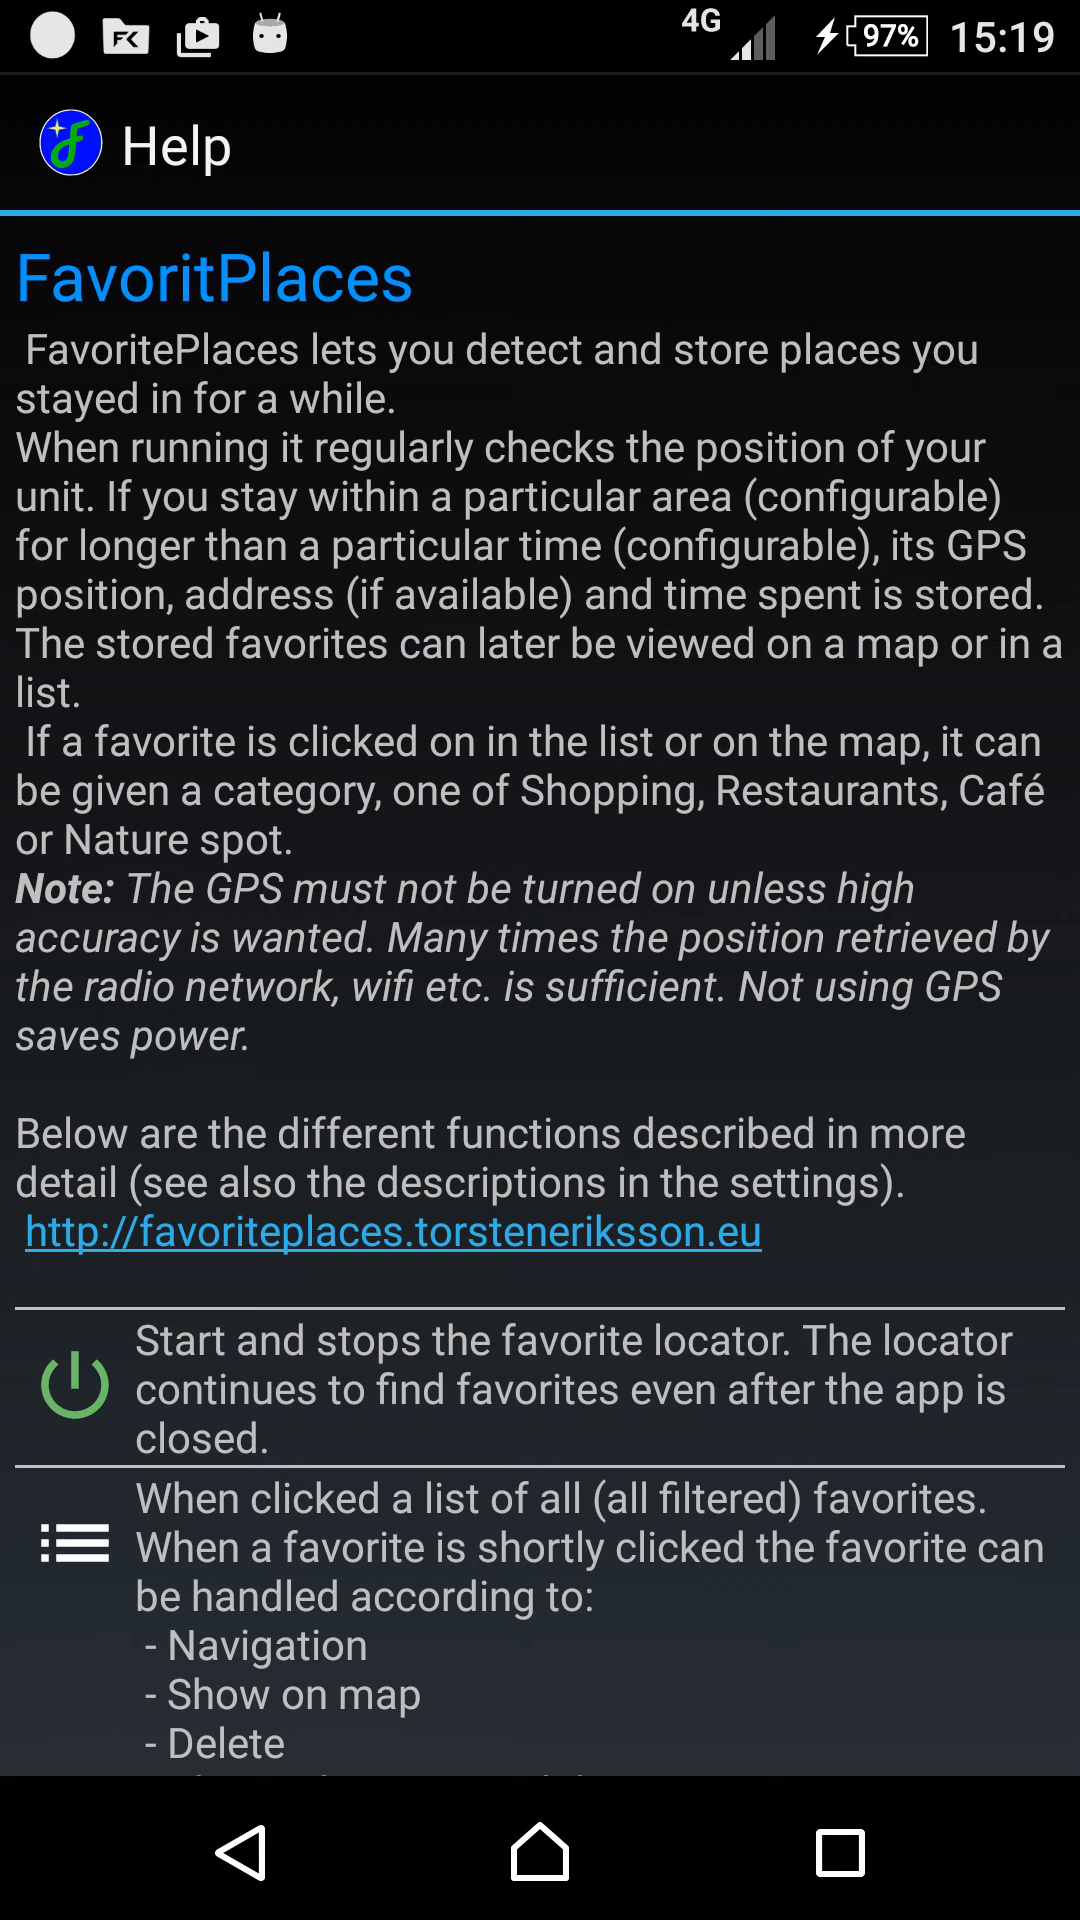 4G 97% 15:19
Help
FavoritPlaces
FavoritePlaces lets you detect and store places you
stayed in for a while.
When running it regularly checks the position of your
unit. If you stay within a particular area (configurable)
for longer than a particular time (configurable), its GPS
position, address (if available) and time spent is stored.
The stored favorites can later be viewed on a map or in a
list.
If a favorite is clicked on in the list or on the map, it can
be given a category, one of Shopping, Restaurants, Café
or Nature spot.
Note: The GPS must not be turned on unless high
accuracy is wanted. Many times the position retrieved by
the radio network, wifi etc. is sufficient. Not using GPS
saves power.
Below are the different functions described in more
detail (see also the descriptions in the settings).
http://favoriteplaces.torsteneriksson.eu
Start and stops the favorite locator. The locator
continues to find favorites even after the app is
closed.
When clicked a list of all (all filtered) favorites.
When a favorite is shortly clicked the favorite can
be handled according to:
- Navigation
- Show on map
- Delete